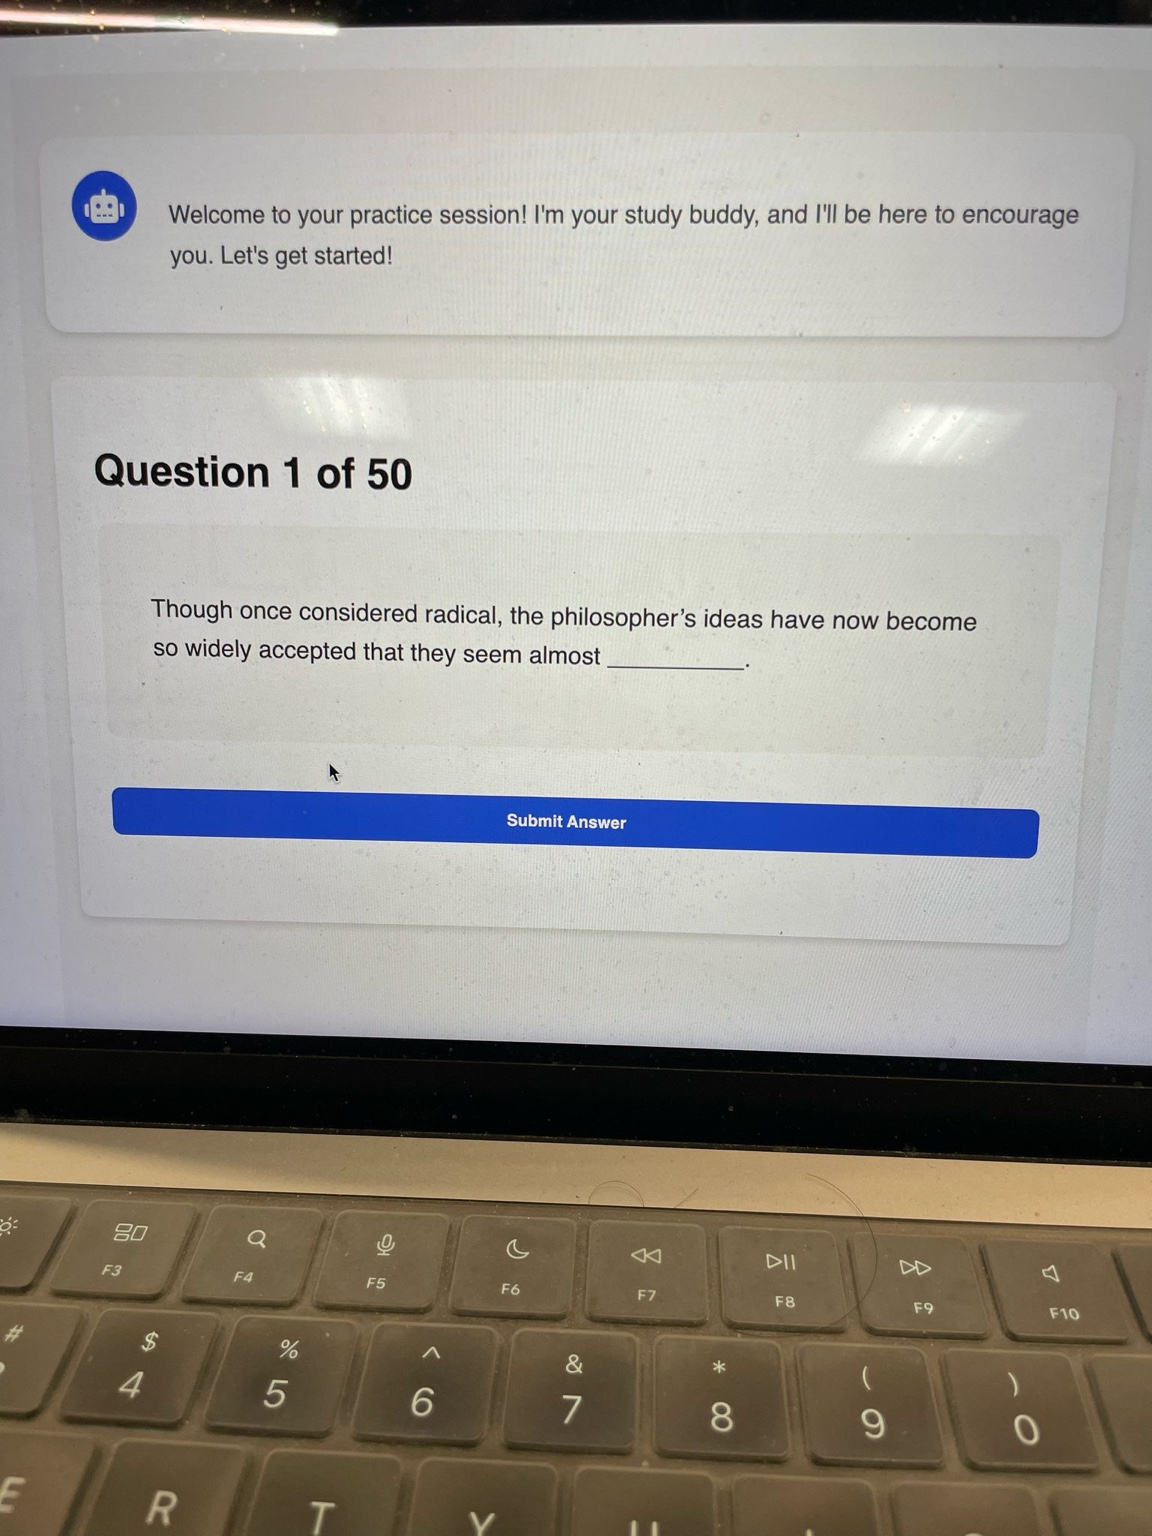 Welcome to your practice session! I'm your study buddy, and I'll be here to encourage
you. Let's get started!
Question 1 of 50
Though once considered radical, the philosopher’s ideas have now become
so widely accepted that they seem almost __________.
Submit Answer
F3 F4 F5 F6 F7 F8 F9 F10
# $ % ^ & * ( )
4 5 6 7 8 9 0
E R T Y U